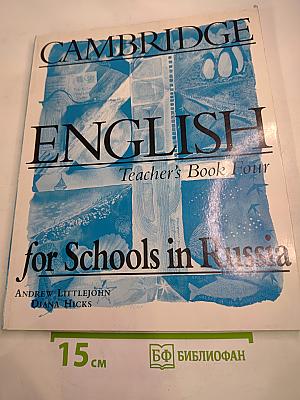 CAMBRIDGE
ENGLISH
Teacher's Book Four
for Schools in Russia
ANDREW LITTLEJOHN
DIANA HICKS
15 см
БФ БИБЛИОФАН